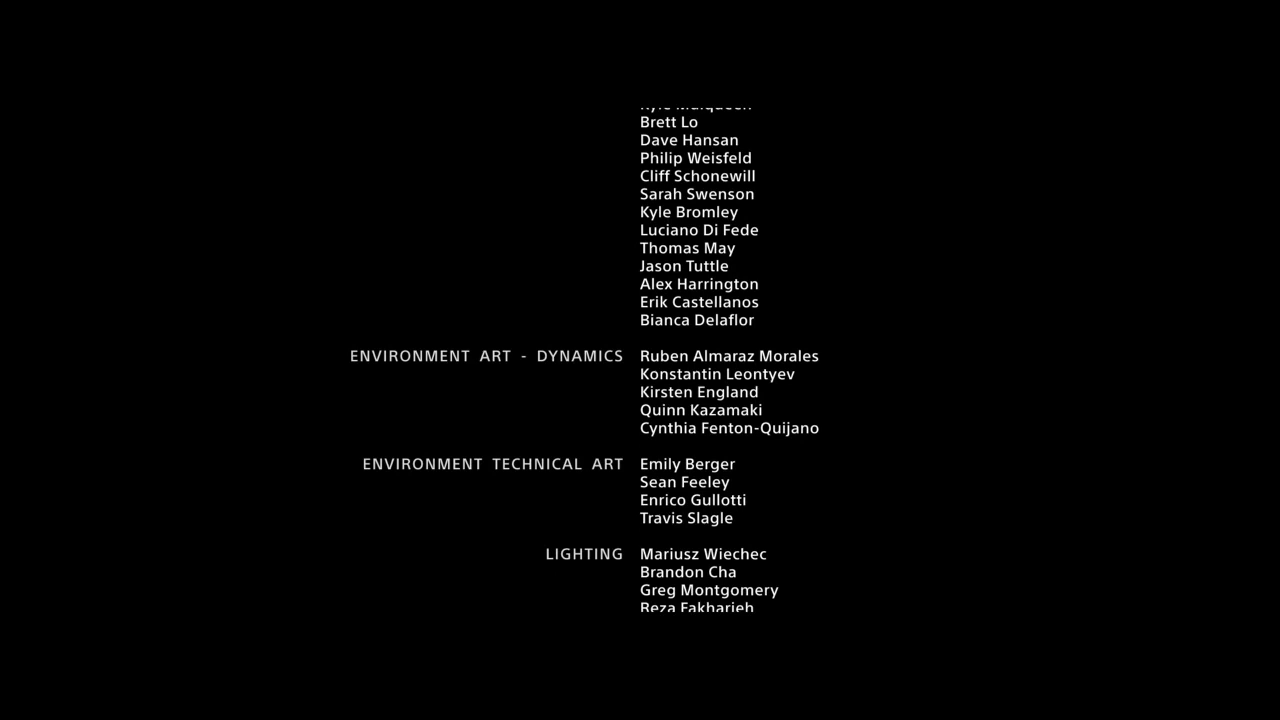 Brett Lo
Dave Hansan
Philip Weisfeld
Cliff Schonewill
Sarah Swenson
Kyle Bromley
Luciano Di Fede
Thomas May
Jason Tuttle
Alex Harrington
Erik Castellanos
Bianca Delaflor
ENVIRONMENT ART - DYNAMICS Ruben Almaraz Morales
Konstantin Leontyev
Kirsten England
Quinn Kazamaki
Cynthia Fenton-Quijano
ENVIRONMENT TECHNICAL ART Emily Berger
Sean Feeley
Enrico Gullotti
Travis Slagle
LIGHTING Mariusz Wiechec
Brandon Cha
Greg Montgomery
Reza Fakharieh